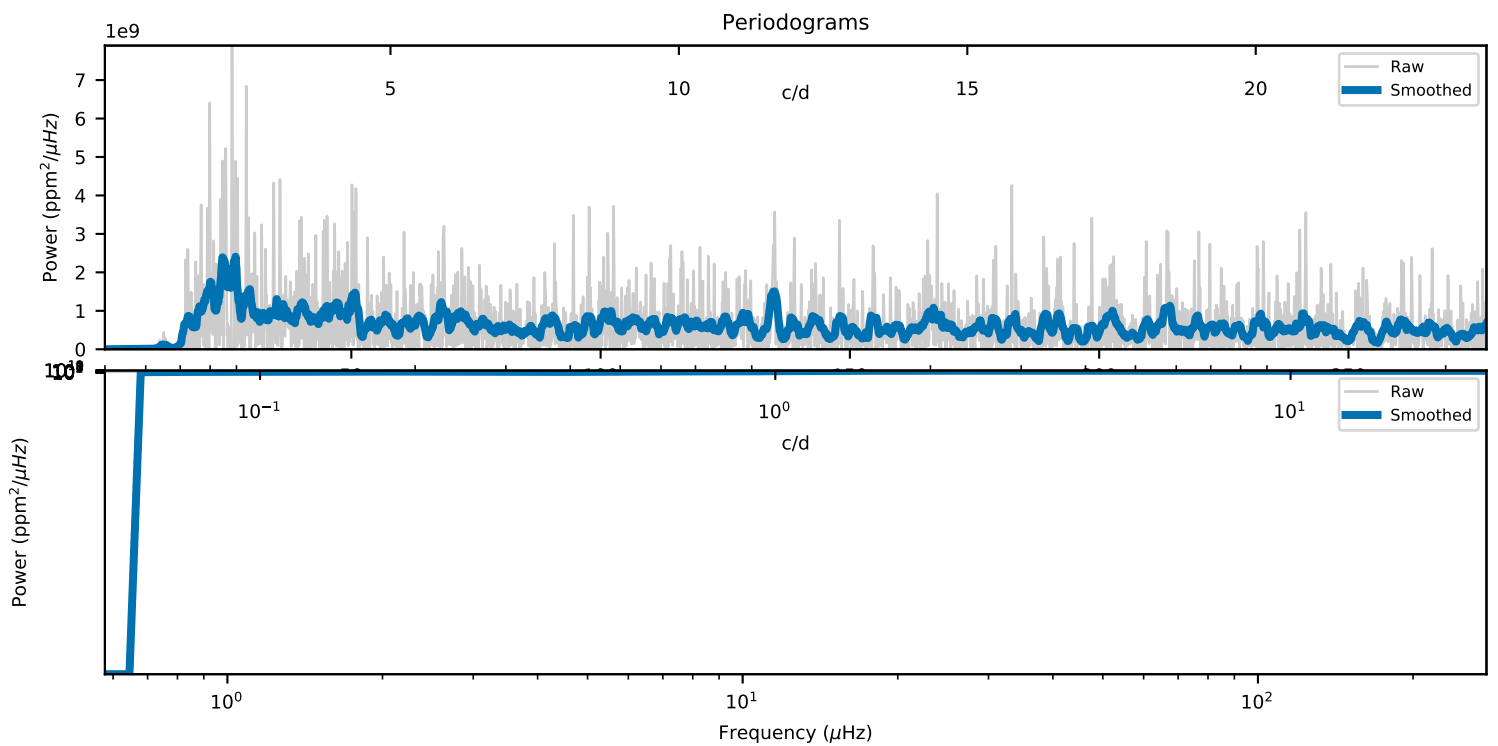 Periodograms
1e9
7
6
5
4
3
2
1
0
Power (ppm²/μHz)
5 10 15 20
c/d
Raw
Smoothed
10⁻¹ 10⁰ 10¹
c/d
Raw
Smoothed
Power (ppm²/μHz)
10⁰ 10¹ 10²
Frequency (μHz)